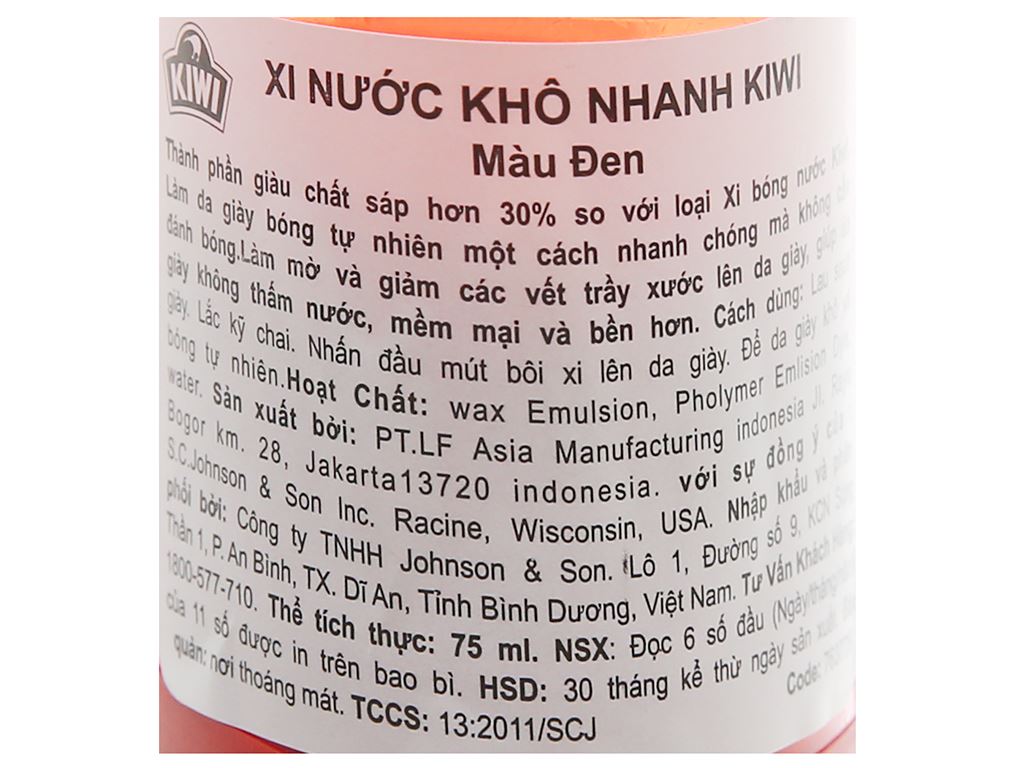 KIWI
XI NƯỚC KHÔ NHANH KIWI
Màu Đen
Thành phần giàu chất sáp hơn 30% so với loại Xi bóng nước
Làm da giày bóng tự nhiên một cách nhanh chóng mà không
đánh bóng.Làm mờ và giảm các vết trầy xước lên da giày, giúp
giày không thấm nước, mềm mại và bền hơn. Cách dùng: Lau
giày. Lắc kỹ chai. Nhấn đầu mút bôi xi lên da giày. Để da giày khô
bóng tự nhiên.Hoạt Chất: wax Emulsion, Pholymer Emlision
water. Sản xuất bởi: PT.LF Asia Manufacturing indonesia Jl.
Bogor km. 28, Jakarta13720 indonesia. với sự đồng ý của
S.C.Johnson & Son Inc. Racine, Wisconsin, USA. Nhập khẩu và
phối bởi: Công ty TNHH Johnson & Son. Lô 1, Đường số 9, KCN
Thần 1, P. An Bình, TX. Dĩ An, Tỉnh Bình Dương, Việt Nam. Tư Vấn Khách
1800-577-710. Thể tích thực: 75 ml. NSX: Đọc 6 số đầu
của 11 số được in trên bao bì. HSD: 30 tháng kể thừ ngày sản xuất.
quản: nơi thoáng mát. TCCS: 13:2011/SCJ
Code: